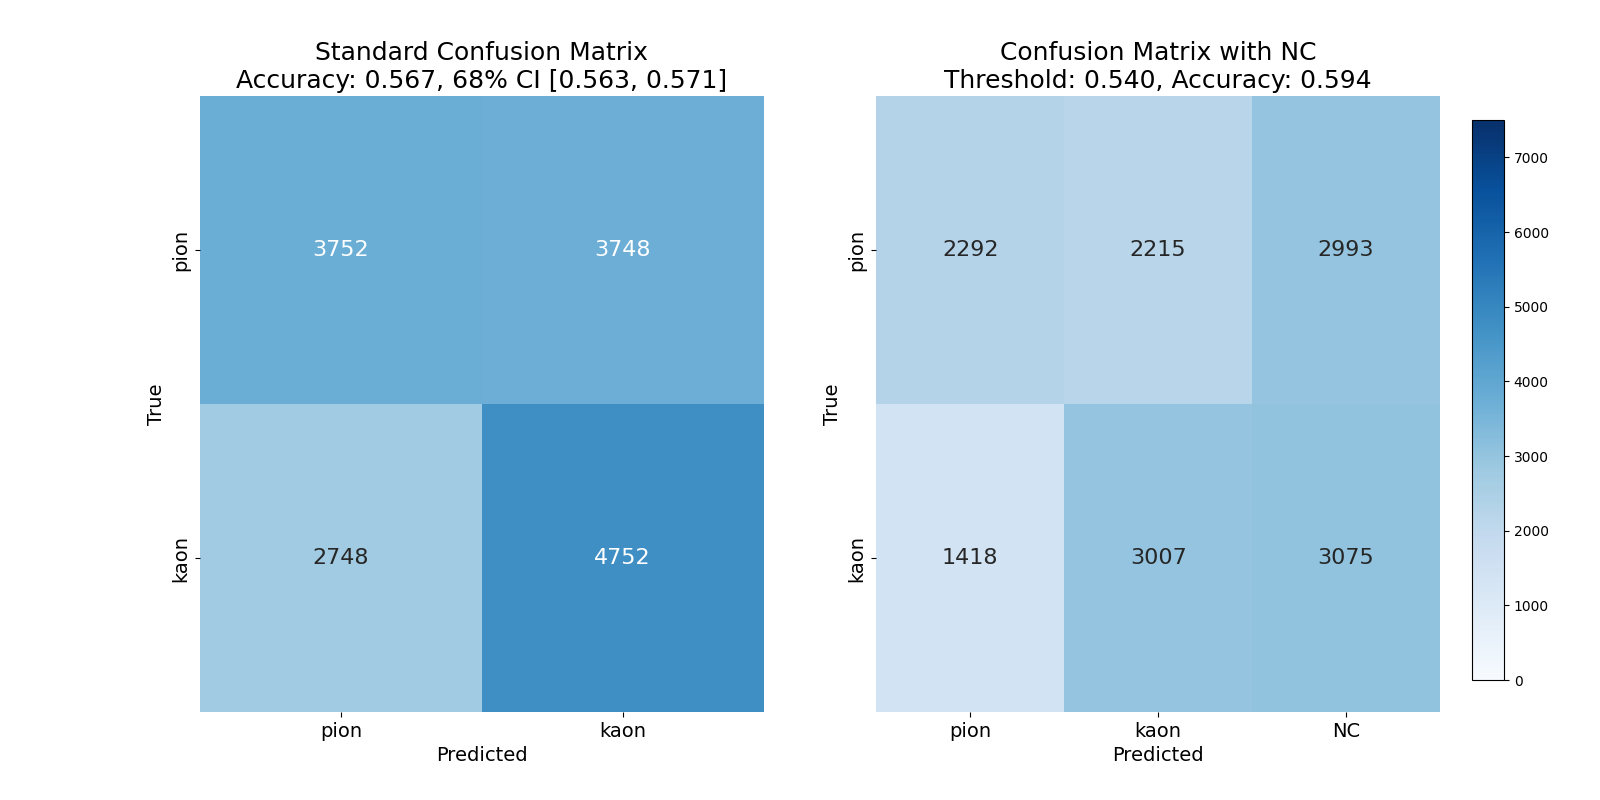 Standard Confusion Matrix
Accuracy: 0.567, 68% CI [0.563, 0.571]
True
pion
kaon
3752 3748
2748 4752
pion kaon
Predicted
Confusion Matrix with NC
Threshold: 0.540, Accuracy: 0.594
True
pion
kaon
2292 2215 2993
1418 3007 3075
pion kaon NC
Predicted
7000
6000
5000
4000
3000
2000
1000
0